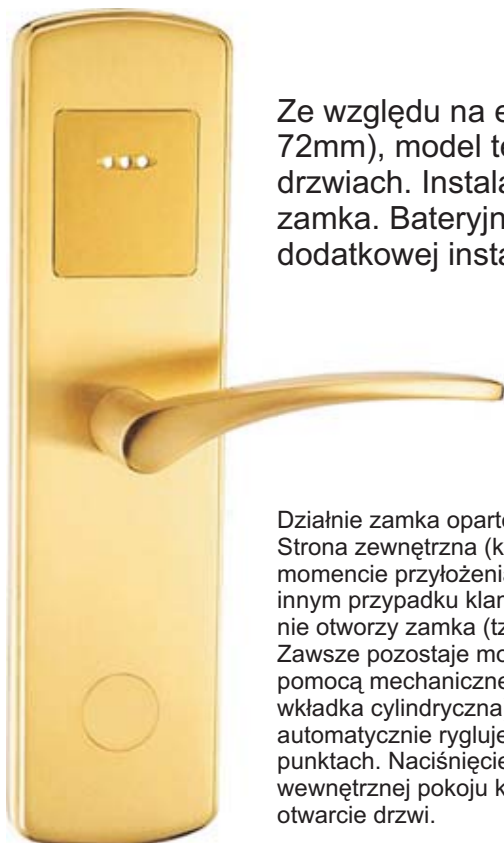 Ze względu na e
72mm), model te
drzwiach. Instala
zamka. Bateryjn
dodatkowej insta
Działnie zamka oparte
Strona zewnętrzna (k
momencie przyłożenia
innym przypadku klam
nie otworzy zamka (tz
Zawsze pozostaje mo
pomocą mechaniczne
wkładka cylindryczna
automatycznie rygluje
punktach. Naciśnięcie
wewnętrznej pokoju k
otwarcie drzwi.